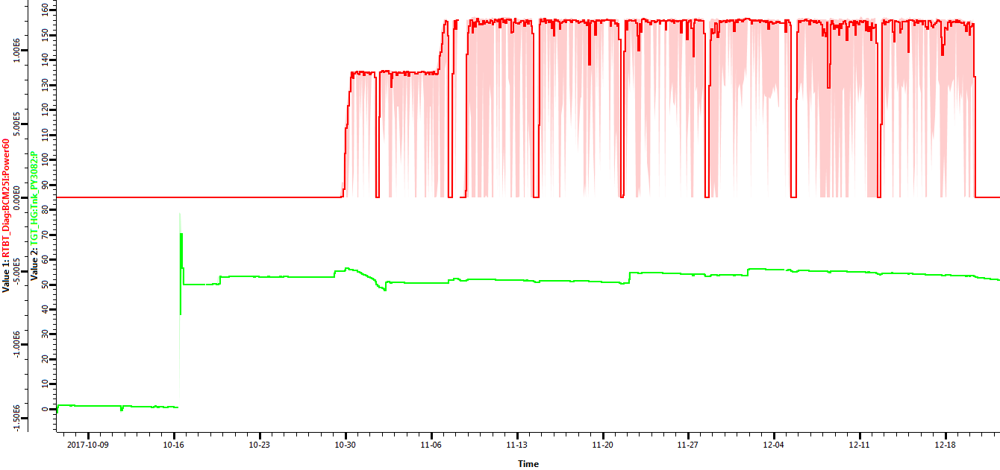 Value 1: RTBT_Diag:BCM25I:Power60
1.00E6
5.00E5
0.00E0
-5.00E5
-1.00E6
-1.50E6
Value 2: TGT_HG:Tnk_PY3082:P
160
150
140
130
120
110
100
90
80
70
60
50
40
30
20
10
0
2017-10-09 10-16 10-23 10-30 11-06 11-13 11-20 11-27 12-04 12-11 12-18
Time